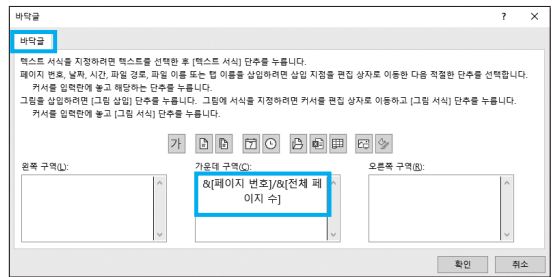 바닥글
? ×
바닥글
텍스트 서식을 지정하려면 텍스트를 선택한 후 [텍스트 서식] 단추를 누릅니다.
페이지 번호, 날짜, 시간, 파일 경로, 파일 이름 또는 탭 이름을 삽입하려면 삽입 지점을 편집 상자로 이동한 다음 적절한 단추를 선택합니다.
커서를 입력란에 놓고 해당하는 단추를 누릅니다.
그림을 삽입하려면 [그림 삽입] 단추를 누릅니다. 그림에 서식을 지정하려면 커서를 편집 상자로 이동하고 [그림 서식] 단추를 누릅니다.
커서를 입력란에 놓고 [그림 서식] 단추를 누릅니다.
가
왼쪽 구역(L):
가운데 구역(C):
오른쪽 구역(R):
&[페이지 번호]/&[전체 페
이지 수]
확인
취소